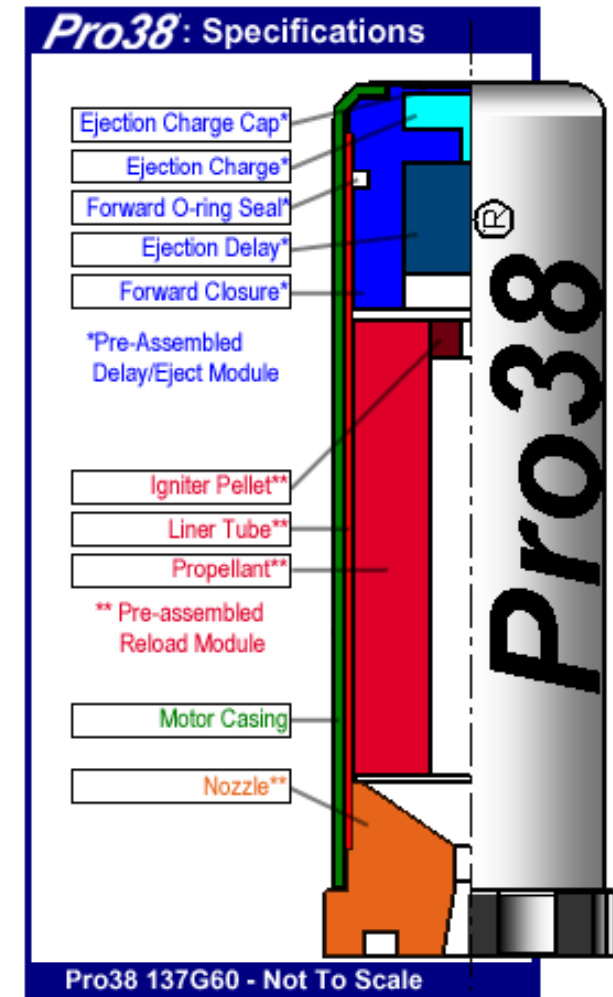 Pro38: Specifications
Ejection Charge Cap*
Ejection Charge*
Forward O-ring Seal*
Ejection Delay*
Forward Closure*
*Pre-Assembled
Delay/Eject Module
Igniter Pellet**
Liner Tube**
Propellant**
** Pre-assembled
Reload Module
Motor Casing
Nozzle**
Pro38®
Pro38 137G60 - Not To Scale